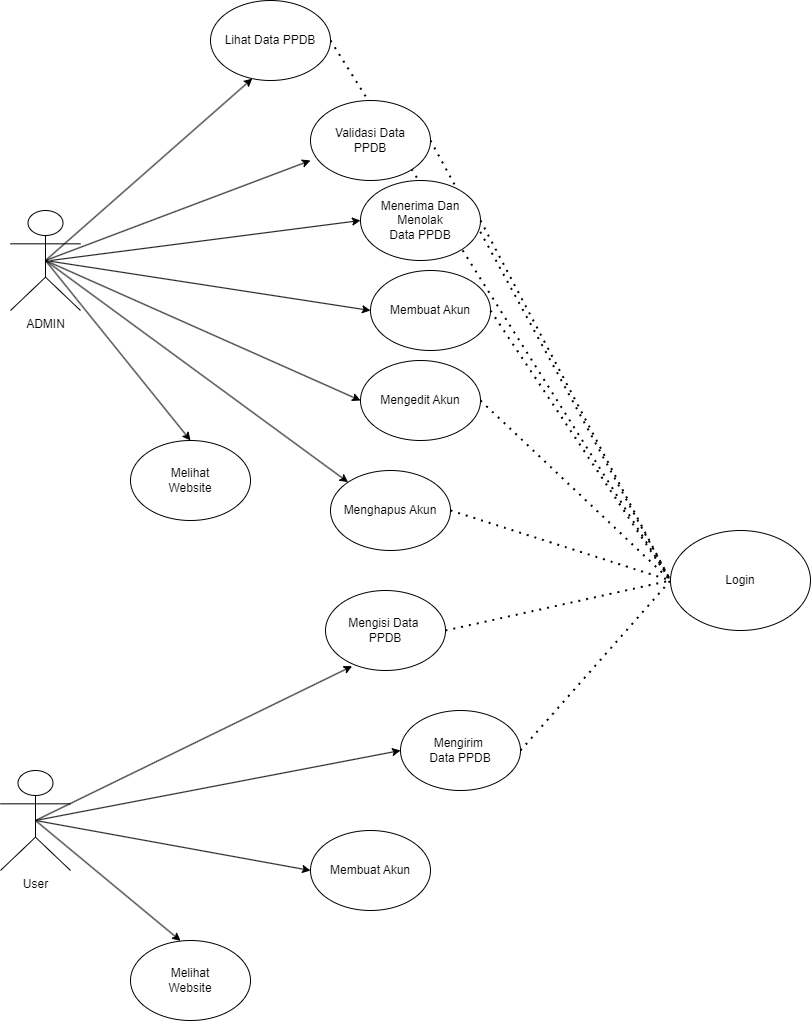 Lihat Data PPDB
Validasi Data
PPDB
Menerima Dan
Menolak
Data PPDB
ADMIN
Membuat Akun
Mengedit Akun
Melihat
Website
Menghapus Akun
Login
Mengisi Data
PPDB
Mengirim
Data PPDB
User
Membuat Akun
Melihat
Website